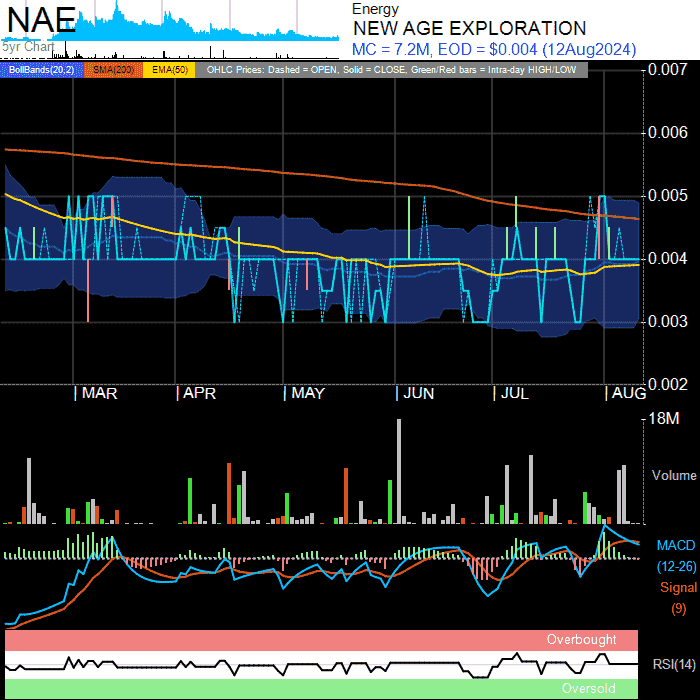 NAE
5yr Chart
Energy
NEW AGE EXPLORATION
MC = 7.2M, EOD = $0.004 (12Aug2024)
BollBands(20,2) SMA(200) EMA(50) OHLC Prices: Dashed = OPEN, Solid = CLOSE, Green/Red bars = Intra-day HIGH/LOW
0.007
0.006
0.005
0.004
0.003
0.002
MAR APR MAY JUN JUL AUG
18M
Volume
MACD
(12-26)
Signal
(9)
Overbought
RSI(14)
Oversold